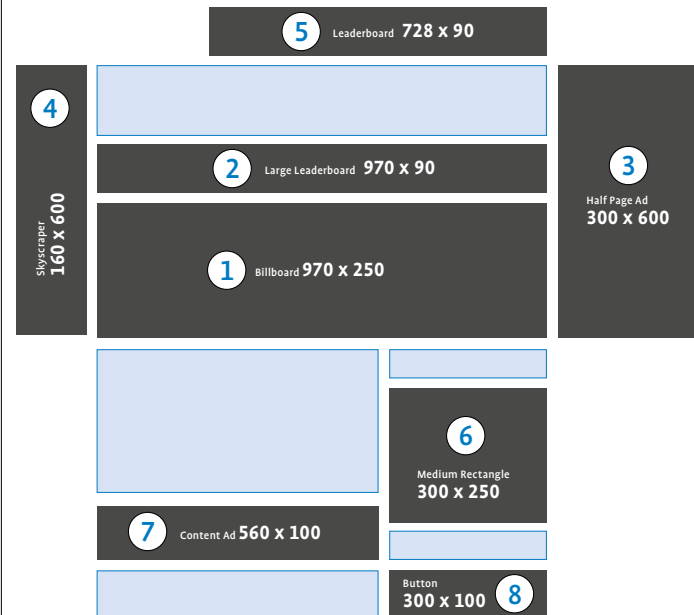 5 Leaderboard 728 x 90
4
Skyscraper
160 x 600
2 Large Leaderboard 970 x 90
3
Half Page Ad
300 x 600
1 Billboard 970 x 250
6
Medium Rectangle
300 x 250
7 Content Ad 560 x 100
Button
300 x 100 8